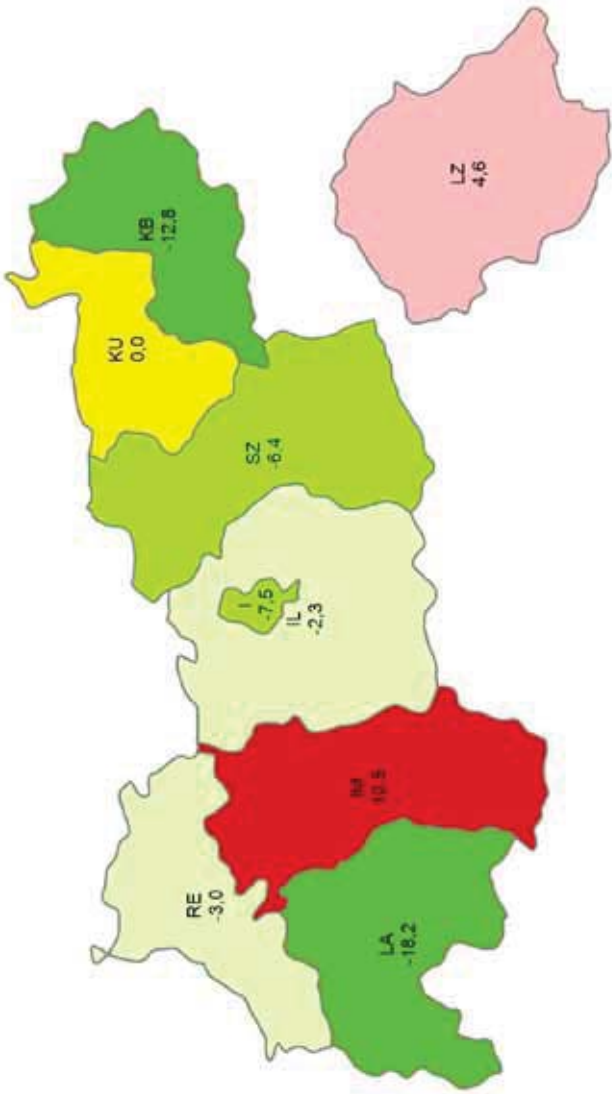 RE
-3,0
LA
-18,2
IM
10,5
I
-7,5
IL
-2,3
SZ
-6,4
KU
0,0
KB
-12,8
LZ
4,6